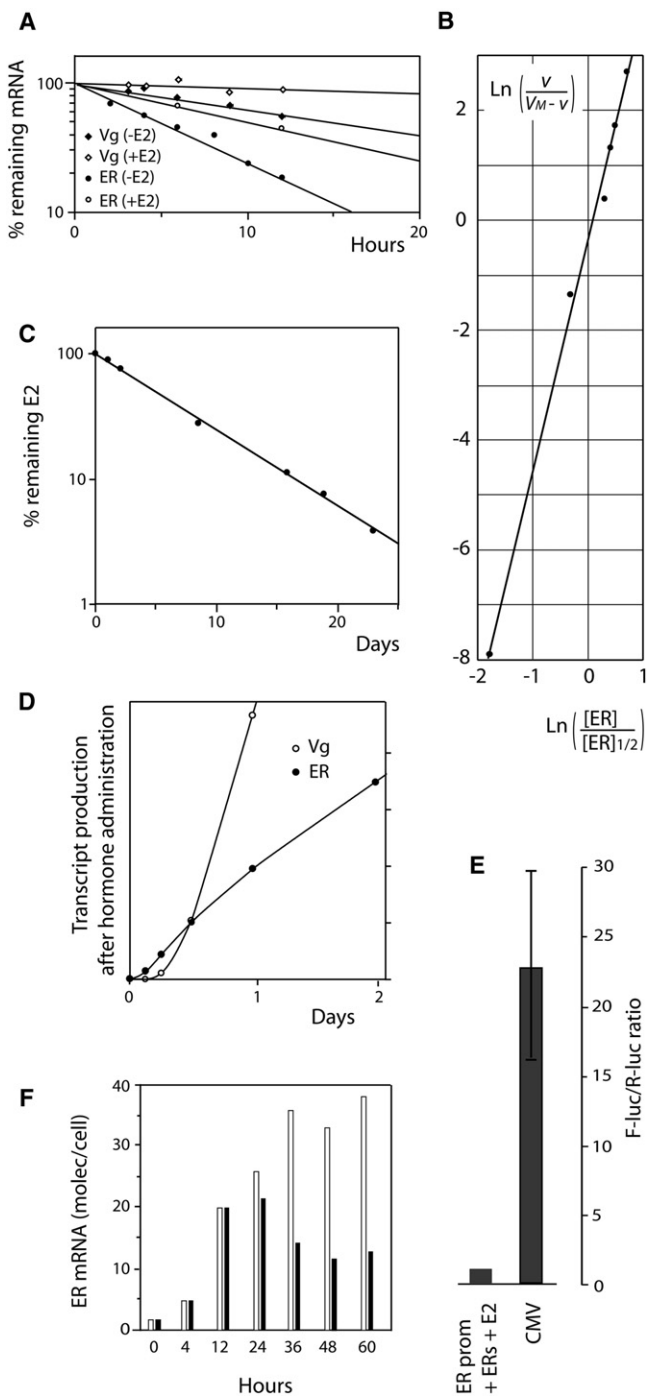 A
% remaining mRNA
100
10
Vg (-E2)
Vg (+E2)
ER (-E2)
ER (+E2)
0
10
20
Hours
B
Ln ( v / VM - v )
2
0
-2
-4
-6
-8
-2
-1
0
1
Ln ( [ER] / [ER]1/2 )
C
% remaining E2
100
10
1
0
10
20
Days
D
Transcript production
after hormone administration
Vg
ER
0
1
2
Days
E
F-luc/R-luc ratio
30
25
20
15
10
5
0
ER prom
+ ERs + E2
CMV
F
ER mRNA (molec/cell)
40
30
20
10
0
0 4 12 24 36 48 60
Hours